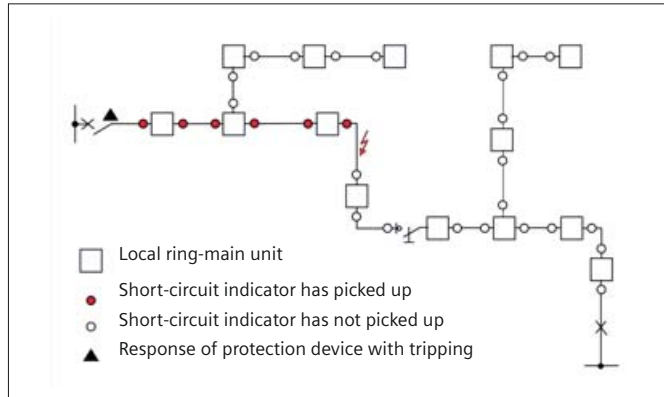 Local ring-main unit
Short-circuit indicator has picked up
Short-circuit indicator has not picked up
Response of protection device with tripping